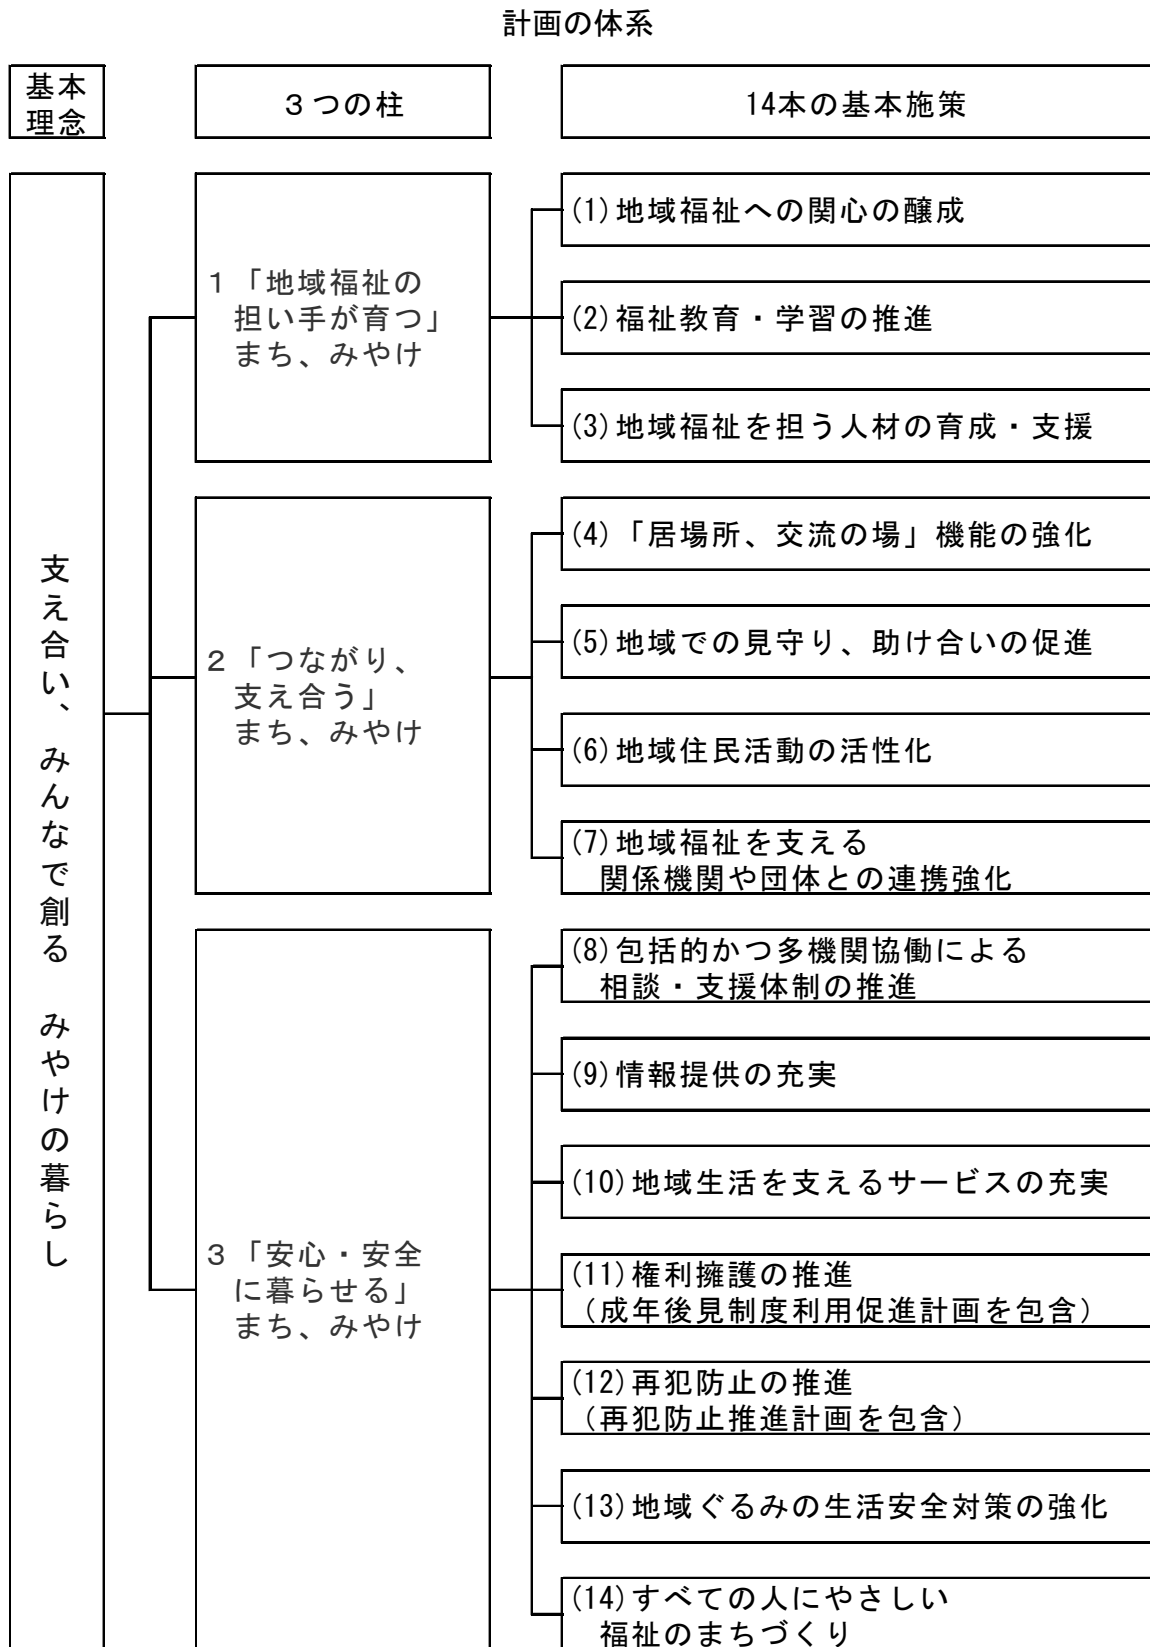 計画の体系
基本
理念
３つの柱
14本の基本施策
支え合い、みんなで創る　みやけの暮らし
１「地域福祉の
担い手が育つ」
まち、みやけ
(1)地域福祉への関心の醸成
(2)福祉教育・学習の推進
(3)地域福祉を担う人材の育成・支援
２「つながり、
支え合う」
まち、みやけ
(4)「居場所、交流の場」機能の強化
(5)地域での見守り、助け合いの促進
(6)地域住民活動の活性化
(7)地域福祉を支える
関係機関や団体との連携強化
３「安心・安全
に暮らせる」
まち、みやけ
(8)包括的かつ多機関協働による
相談・支援体制の推進
(9)情報提供の充実
(10)地域生活を支えるサービスの充実
(11)権利擁護の推進
（成年後見制度利用促進計画を包含）
(12)再犯防止の推進
（再犯防止推進計画を包含）
(13)地域ぐるみの生活安全対策の強化
(14)すべての人にやさしい
福祉のまちづくり